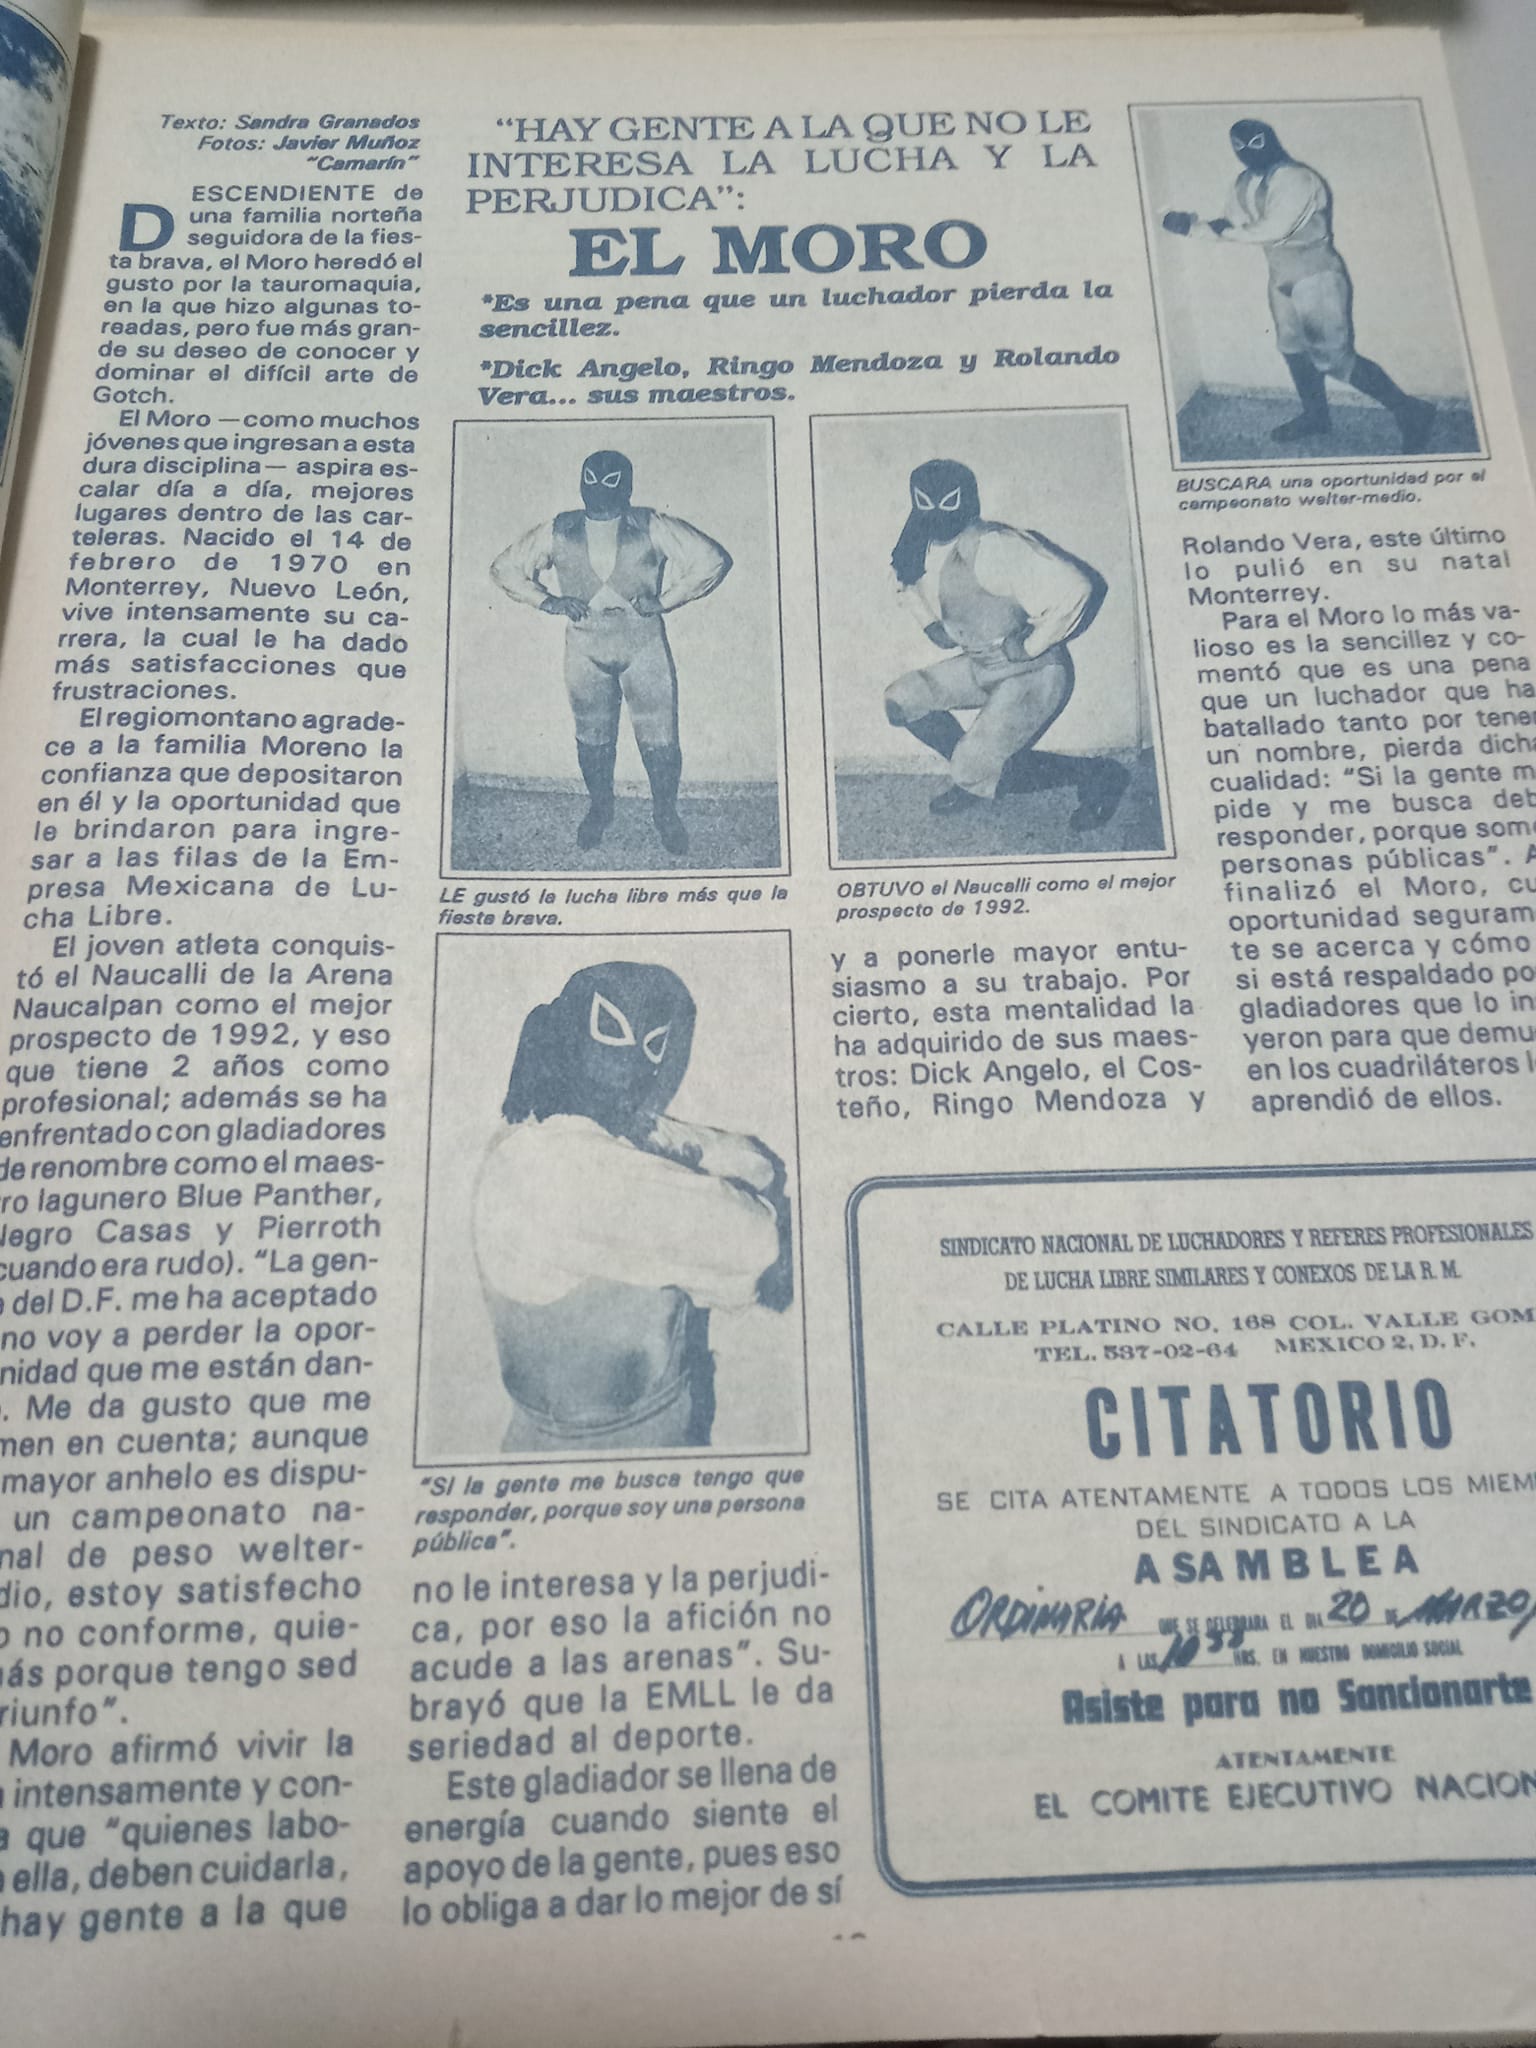 Texto: Sandra Granados
Fotos: Javier Muñoz
"Camarín"
DESCENDIENTE de
una familia norteña
seguidora de la fies-
ta brava, el Moro heredó el
gusto por la tauromaquia,
en la que hizo algunas to-
readas, pero fue más gran-
de su deseo de conocer y
dominar el difícil arte de
Gotch.
El Moro —como muchos
jóvenes que ingresan a esta
dura disciplina— aspira es-
calar día a día, mejores
lugares dentro de las car-
teleras. Nacido el 14 de
febrero de 1970 en
Monterrey, Nuevo León,
vive intensamente su ca-
rrera, la cual le ha dado
más satisfacciones que
frustraciones.
El regiomontano agrade-
ce a la familia Moreno la
confianza que depositaron
en él y la oportunidad que
le brindaron para ingre-
sar a las filas de la Em-
presa Mexicana de Lu-
cha Libre.
El joven atleta conquis-
tó el Naucalli de la Arena
Naucalpan como el mejor
prospecto de 1992, y eso
que tiene 2 años como
profesional; además se ha
enfrentado con gladiadores
de renombre como el maes-
ro lagunero Blue Panther,
legro Casas y Pierroth
cuando era rudo). "La gen-
del D.F. me ha aceptado
no voy a perder la opor-
nidad que me están dan-
. Me da gusto que me
men en cuenta; aunque
mayor anhelo es dispu-
un campeonato na-
nal de peso welter-
dio, estoy satisfecho
no conforme, quie-
ás porque tengo sed
riunfo".
Moro afirmó vivir la
intensamente y con-
que "quienes labo-
ella, deben cuidarla,
hay gente a la que
"HAY GENTE A LA QUE NO LE
INTERESA LA LUCHA Y LA
PERJUDICA":
EL MORO
*Es una pena que un luchador pierda la
sencillez.
*Dick Angelo, Ringo Mendoza y Rolando
Vera... sus maestros.
LE gustó la lucha libre más que la
fiesta brava.
OBTUVO el Naucalli como el mejor
prospecto de 1992.
BUSCARA una oportunidad por el
campeonato welter-medio.
"SI la gente me busca tengo que
responder, porque soy una persona
pública".
no le interesa y la perjudi-
ca, por eso la afición no
acude a las arenas". Su-
brayó que la EMLL le da
seriedad al deporte.
Este gladiador se llena de
energía cuando siente el
apoyo de la gente, pues eso
lo obliga a dar lo mejor de sí
y a ponerle mayor entu-
siasmo a su trabajo. Por
cierto, esta mentalidad la
ha adquirido de sus maes-
tros: Dick Angelo, el Cos-
teño, Ringo Mendoza y
Rolando Vera, este último
lo pulió en su natal
Monterrey.
Para el Moro lo más va-
lioso es la sencillez y co-
mentó que es una pena
que un luchador que ha
batallado tanto por tener
un nombre, pierda dicha
cualidad: "Si la gente m
pide y me busca deb
responder, porque somo
personas públicas". A
finalizó el Moro, cu
oportunidad seguram
te se acerca y cómo
si está respaldado po
gladiadores que lo in
yeron para que demu
en los cuadriláteros l
aprendió de ellos.
SINDICATO NACIONAL DE LUCHADORES Y REFERES PROFESIONALES
DE LUCHA LIBRE SIMILARES Y CONEXOS DE LA R. M.
CALLE PLATINO NO. 168 COL. VALLE GOM
TEL. 537-02-64 MEXICO 2, D. F.
CITATORIO
SE CITA ATENTAMENTE A TODOS LOS MIEM
DEL SINDICATO A LA
ASAMBLEA
ORDINARIA QUE SE CELEBRARA EL DIA 20 DE MARZO
A LAS HRS. EN NUESTRO DOMICILIO SOCIAL
Asiste para no Sancionarte
ATENTAMENTE
EL COMITE EJECUTIVO NACION